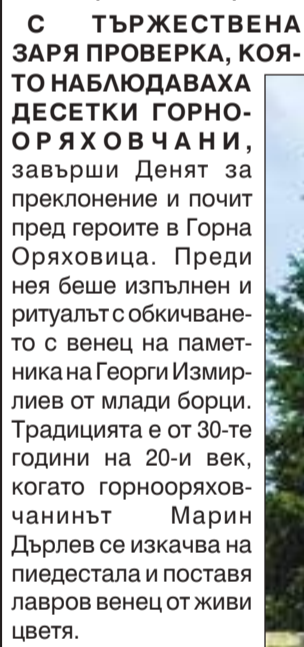 С ТЪРЖЕСТВЕНА
ЗАРЯ ПРОВЕРКА, КОЯ-
ТО НАБЛЮДАВАХА
ДЕСЕТКИ ГОРНО-
ОРЯХОВЧАНИ,
завърши Денят за
преклонение и почит
пред героите в Горна
Оряховица. Преди
нея беше изпълнен и
ритуалът с обкичване-
то с венец на памет-
ника на Георги Измир-
лиев от млади борци.
Традицията е от 30-те
години на 20-и век,
когато горнооряхов-
чанинът Марин
Дърлев се изкачва на
пиедестала и поставя
лавров венец от живи
цветя.